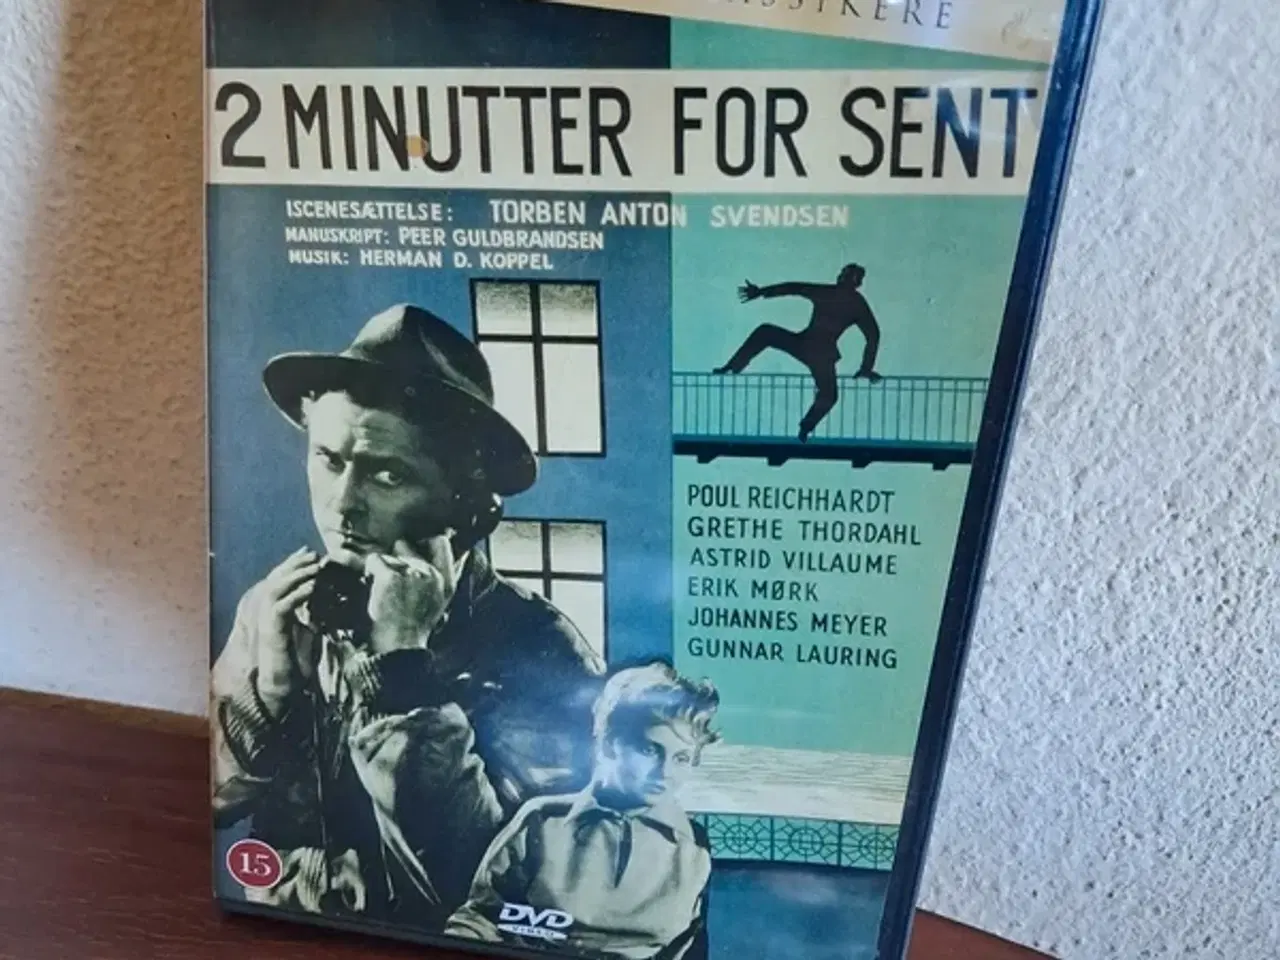 2 MINUTTER FOR SENT
ISCENESÆTTELSE: TORBEN ANTON SVENDSEN
MANUSKRIPT: PEER GULDBRANDSEN
MUSIK: HERMAN D. KOPPEL
POUL REICHHARDT
GRETHE THORDAHL
ASTRID VILLAUME
ERIK MØRK
JOHANNES MEYER
GUNNAR LAURING
15
DVD
VIDEO